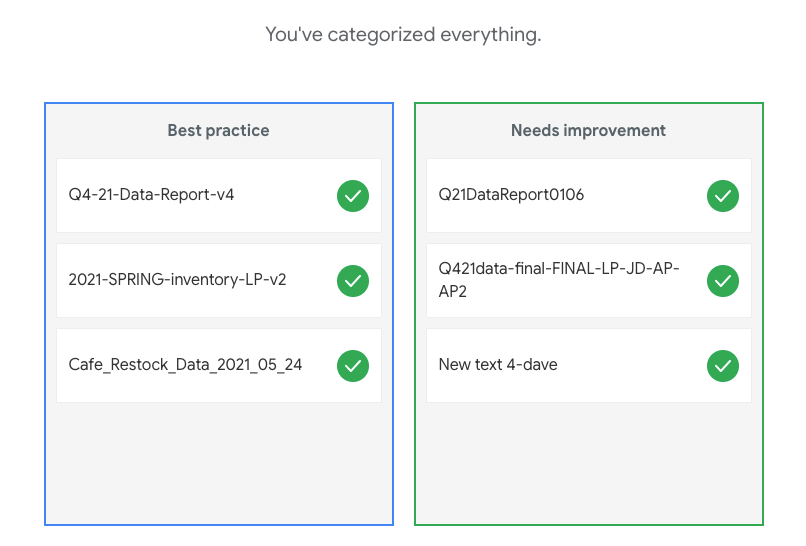 You've categorized everything.
Best practice
Q4-21-Data-Report-v4
2021-SPRING-inventory-LP-v2
Cafe_Restock_Data_2021_05_24
Needs improvement
Q21DataReport0106
Q421data-final-FINAL-LP-JD-AP-
AP2
New text 4-dave